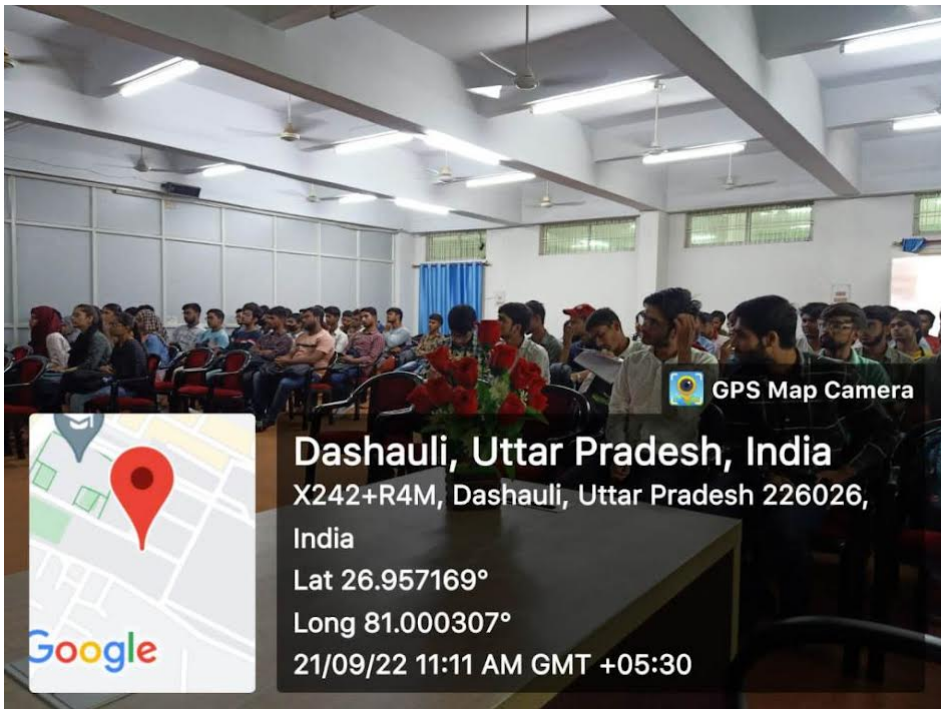 GPS Map Camera
Dashauli, Uttar Pradesh, India
X242+R4M, Dashauli, Uttar Pradesh 226026,
India
Lat 26.957169°
Long 81.000307°
21/09/22 11:11 AM GMT +05:30
Google